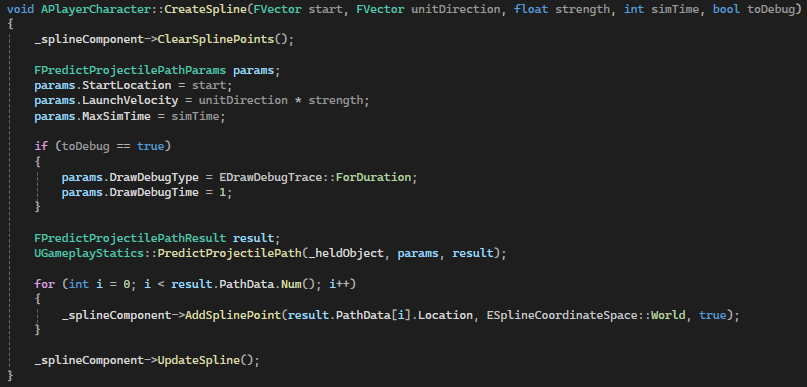 void APlayerCharacter::CreateSpline(FVector start, FVector unitDirection, float strength, int simTime, bool toDebug)
{
_splineComponent->ClearSplinePoints();
FPredictProjectilePathParams params;
params.StartLocation = start;
params.LaunchVelocity = unitDirection * strength;
params.MaxSimTime = simTime;
if (toDebug == true)
{
params.DrawDebugType = EDrawDebugTrace::ForDuration;
params.DrawDebugTime = 1;
}
FPredictProjectilePathResult result;
UGameplayStatics::PredictProjectilePath(_heldObject, params, result);
for (int i = 0; i < result.PathData.Num(); i++)
{
_splineComponent->AddSplinePoint(result.PathData[i].Location, ESplineCoordinateSpace::World, true);
}
_splineComponent->UpdateSpline();
}